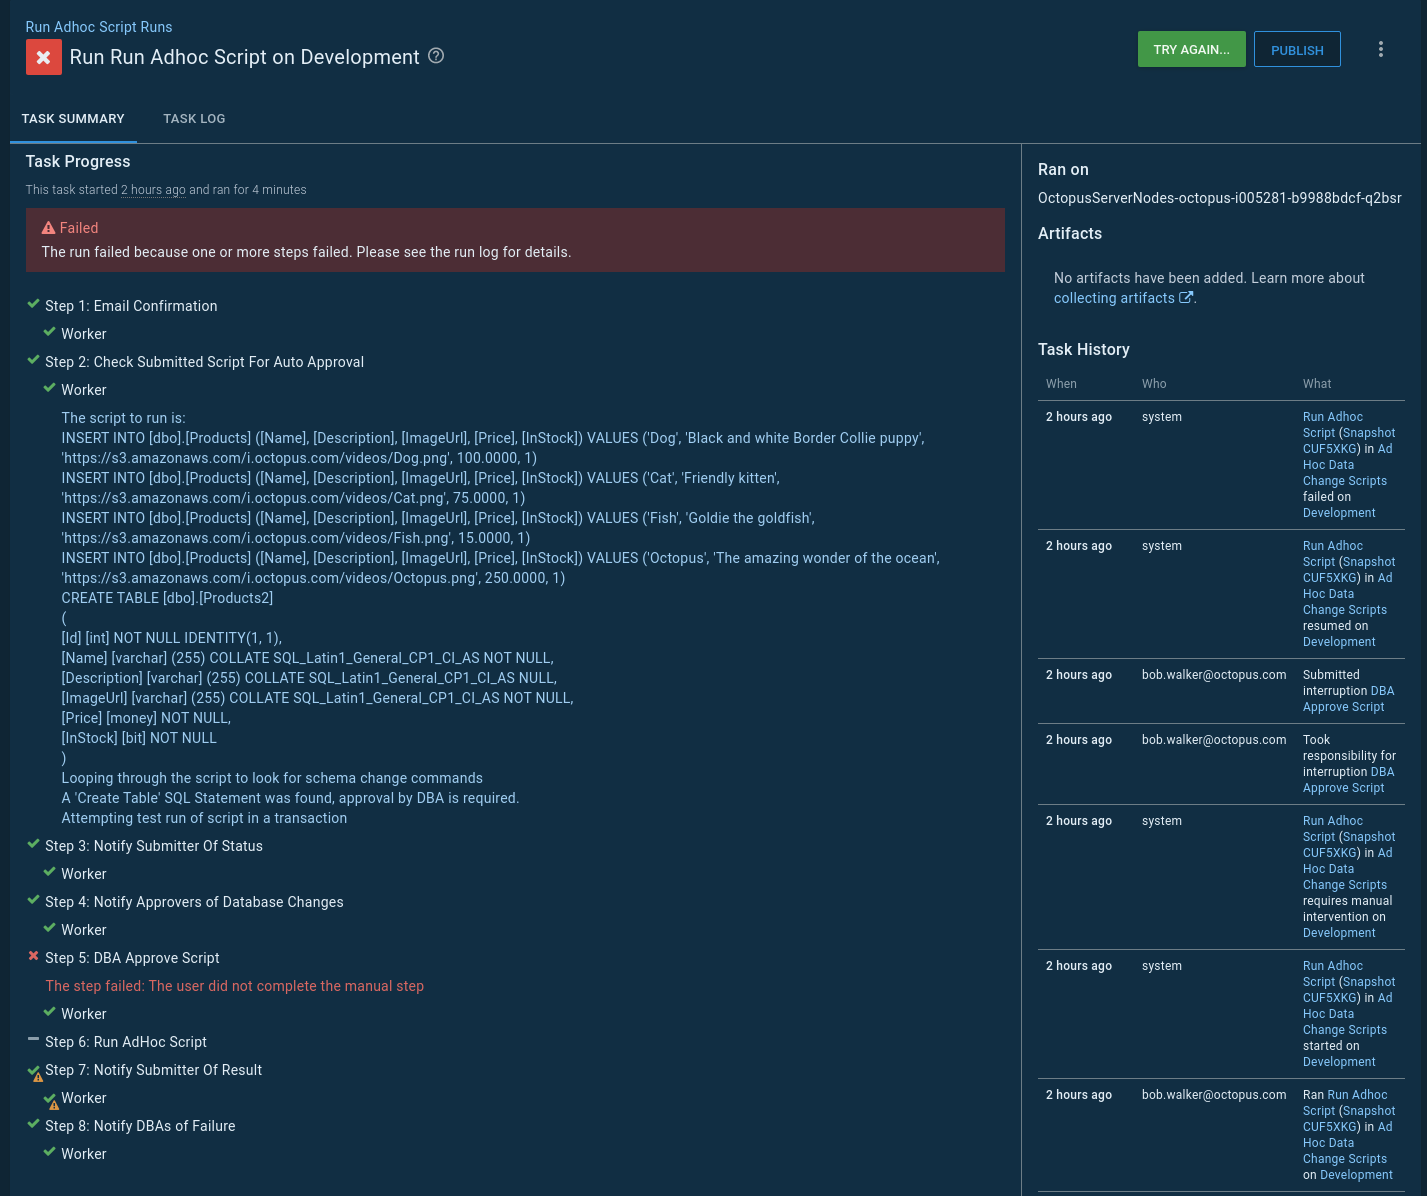 Run Adhoc Script Runs
Run Run Adhoc Script on Development
TRY AGAIN...
PUBLISH
TASK SUMMARY
TASK LOG
Task Progress
This task started 2 hours ago and ran for 4 minutes
Failed
The run failed because one or more steps failed. Please see the run log for details.
Step 1: Email Confirmation
Worker
Step 2: Check Submitted Script For Auto Approval
Worker
The script to run is:
INSERT INTO [dbo].[Products] ([Name], [Description], [ImageUrl], [Price], [InStock]) VALUES ('Dog', 'Black and white Border Collie puppy',
'https://s3.amazonaws.com/i.octopus.com/videos/Dog.png', 100.0000, 1)
INSERT INTO [dbo].[Products] ([Name], [Description], [ImageUrl], [Price], [InStock]) VALUES ('Cat', 'Friendly kitten',
'https://s3.amazonaws.com/i.octopus.com/videos/Cat.png', 75.0000, 1)
INSERT INTO [dbo].[Products] ([Name], [Description], [ImageUrl], [Price], [InStock]) VALUES ('Fish', 'Goldie the goldfish',
'https://s3.amazonaws.com/i.octopus.com/videos/Fish.png', 15.0000, 1)
INSERT INTO [dbo].[Products] ([Name], [Description], [ImageUrl], [Price], [InStock]) VALUES ('Octopus', 'The amazing wonder of the ocean',
'https://s3.amazonaws.com/i.octopus.com/videos/Octopus.png', 250.0000, 1)
CREATE TABLE [dbo].[Products2]
(
[Id] [int] NOT NULL IDENTITY(1, 1),
[Name] [varchar] (255) COLLATE SQL_Latin1_General_CP1_CI_AS NOT NULL,
[Description] [varchar] (255) COLLATE SQL_Latin1_General_CP1_CI_AS NULL,
[ImageUrl] [varchar] (255) COLLATE SQL_Latin1_General_CP1_CI_AS NOT NULL,
[Price] [money] NOT NULL,
[InStock] [bit] NOT NULL
)
Looping through the script to look for schema change commands
A 'Create Table' SQL Statement was found, approval by DBA is required.
Attempting test run of script in a transaction
Step 3: Notify Submitter Of Status
Worker
Step 4: Notify Approvers of Database Changes
Worker
Step 5: DBA Approve Script
The step failed: The user did not complete the manual step
Worker
Step 6: Run AdHoc Script
Step 7: Notify Submitter Of Result
Worker
Step 8: Notify DBAs of Failure
Worker
Ran on
OctopusServerNodes-octopus-i005281-b9988bdcf-q2bsr
Artifacts
No artifacts have been added. Learn more about
collecting artifacts.
Task History
When Who What
2 hours ago system Run Adhoc
Script (Snapshot
CUF5XKG) in Ad
Hoc Data
Change Scripts
failed on
Development
2 hours ago system Run Adhoc
Script (Snapshot
CUF5XKG) in Ad
Hoc Data
Change Scripts
resumed on
Development
2 hours ago bob.walker@octopus.com Submitted
interruption DBA
Approve Script
2 hours ago bob.walker@octopus.com Took
responsibility for
interruption DBA
Approve Script
2 hours ago system Run Adhoc
Script (Snapshot
CUF5XKG) in Ad
Hoc Data
Change Scripts
requires manual
intervention on
Development
2 hours ago system Run Adhoc
Script (Snapshot
CUF5XKG) in Ad
Hoc Data
Change Scripts
started on
Development
2 hours ago bob.walker@octopus.com Ran Run Adhoc
Script (Snapshot
CUF5XKG) in Ad
Hoc Data
Change Scripts
on Development